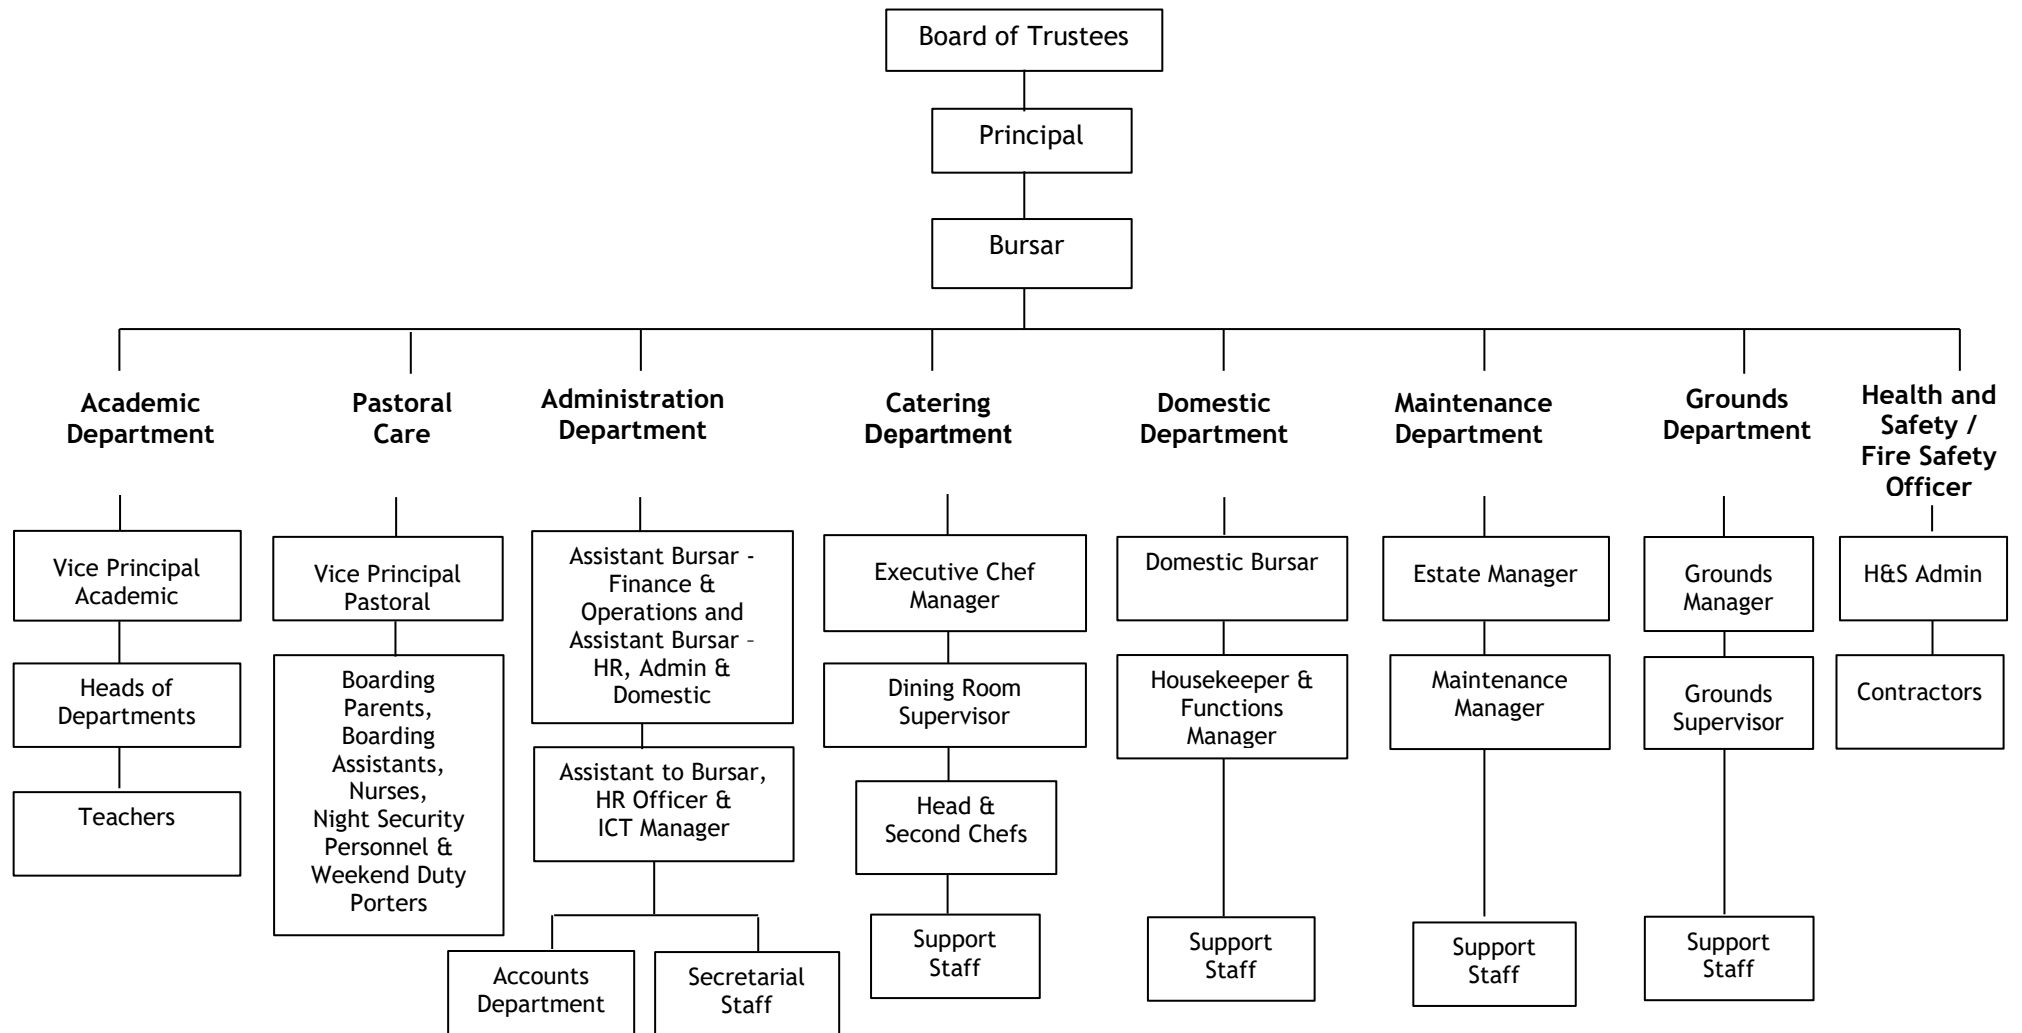 Board of Trustees
Principal
Bursar
Academic
Department
Pastoral
Care
Administration
Department
Catering
Department
Domestic
Department
Maintenance
Department
Grounds
Department
Health and
Safety /
Fire Safety
Officer
Vice Principal
Academic
Heads of
Departments
Teachers
Vice Principal
Pastoral
Boarding
Parents,
Boarding
Assistants,
Nurses,
Night Security
Personnel &
Weekend Duty
Porters
Assistant Bursar -
Finance &
Operations and
Assistant Bursar –
HR, Admin &
Domestic
Assistant to Bursar,
HR Officer &
ICT Manager
Accounts
Department
Secretarial
Staff
Executive Chef
Manager
Dining Room
Supervisor
Head &
Second Chefs
Support
Staff
Domestic Bursar
Housekeeper &
Functions
Manager
Support
Staff
Estate Manager
Maintenance
Manager
Support
Staff
Grounds
Manager
Grounds
Supervisor
Support
Staff
H&S Admin
Contractors